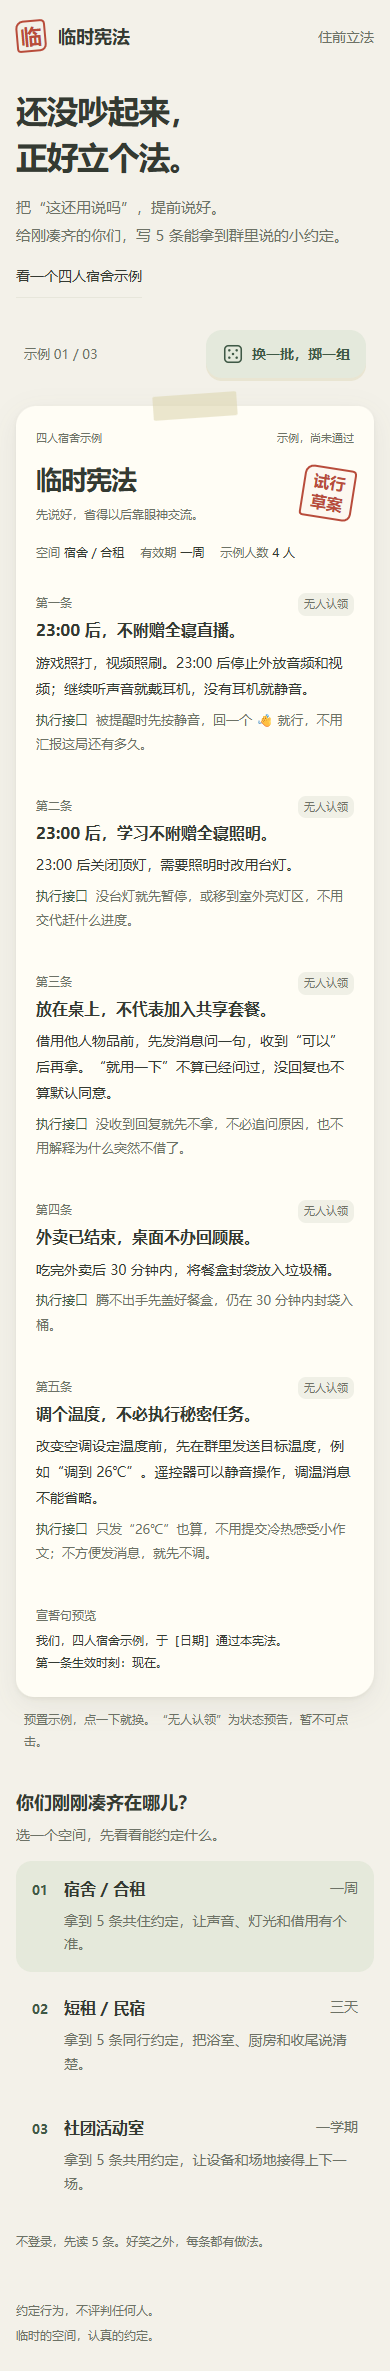 临 临时宪法 住前立法
还没吵起来，
正好立个法。
把“这还用说吗”，提前说好。
给刚凑齐的你们，写 5 条能拿到群里说的小约定。
看一个四人宿舍示例
示例 01 / 03 换一批，掷一组
四人宿舍示例 示例，尚未通过
临时宪法
试行
草案
先说好，省得以后靠眼神交流。
空间 宿舍 / 合租 有效期 一周 示例人数 4 人
第一条 无人认领
23:00 后，不附赠全寝直播。
游戏照打，视频照刷。23:00 后停止外放音频和视
频；继续听声音就戴耳机，没有耳机就静音。
执行接口 被提醒时先按静音，回一个 👋 就行，不用
汇报这局还有多久。
第二条 无人认领
23:00 后，学习不附赠全寝照明。
23:00 后关闭顶灯，需要照明时改用台灯。
执行接口 没台灯就先暂停，或移到室外亮灯区，不用
交代赶什么进度。
第三条 无人认领
放在桌上，不代表加入共享套餐。
借用他人物品前，先发消息问一句，收到“可以”
后再拿。“就用一下”不算已经问过，没回复也不
算默认同意。
执行接口 没收到回复就先不拿，不必追问原因，也不
用解释为什么突然不借了。
第四条 无人认领
外卖已结束，桌面不办回顾展。
吃完外卖后 30 分钟内，将餐盒封袋放入垃圾桶。
执行接口 腾不出手先盖好餐盒，仍在 30 分钟内封袋入
桶。
第五条 无人认领
调个温度，不必执行秘密任务。
改变空调设定温度前，先在群里发送目标温度，例
如“调到 26℃”。遥控器可以静音操作，调温消息
不能省略。
执行接口 只发“26℃”也算，不用提交冷热感受小作
文；不方便发消息，就先不调。
宣誓句预览
我们，四人宿舍示例，于 [日期] 通过本宪法。
第一条生效时刻：现在。
预置示例，点一下就换。“无人认领”为状态预告，暂不可点
击。
你们刚刚凑齐在哪儿？
选一个空间，先看看能约定什么。
01 宿舍 / 合租 一周
拿到 5 条共住约定，让声音、灯光和借用有个
准。
02 短租 / 民宿 三天
拿到 5 条同行约定，把浴室、厨房和收尾说清
楚。
03 社团活动室 一学期
拿到 5 条共用约定，让设备和场地接得上下一
场。
不登录，先读 5 条。好笑之外，每条都有做法。
约定行为，不评判任何人。
临时的空间，认真的约定。